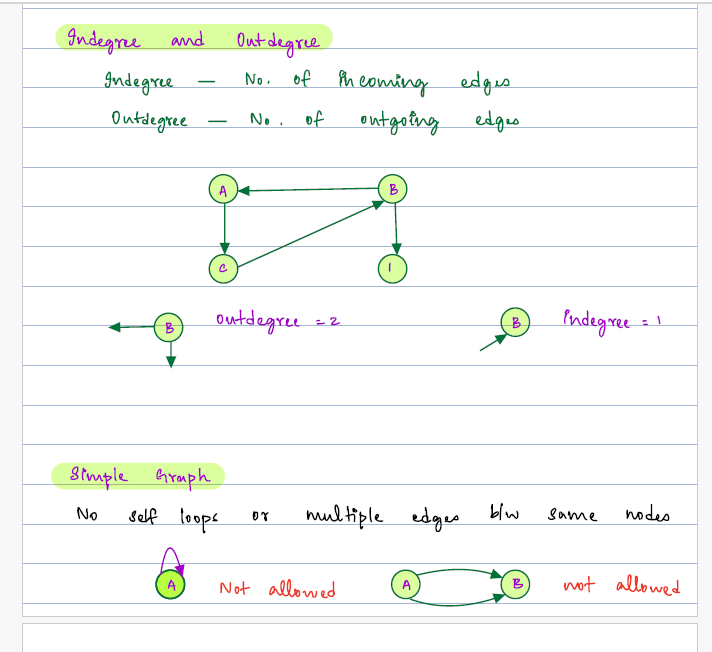 Indegree and Outdegree
Indegree — No. of incoming edges
Outdegree — No. of outgoing edges
A B
C 1
B outdegree = 2 B indegree = 1
Simple Graph
No self loops or multiple edges b/w same nodes
A Not allowed A B not allowed